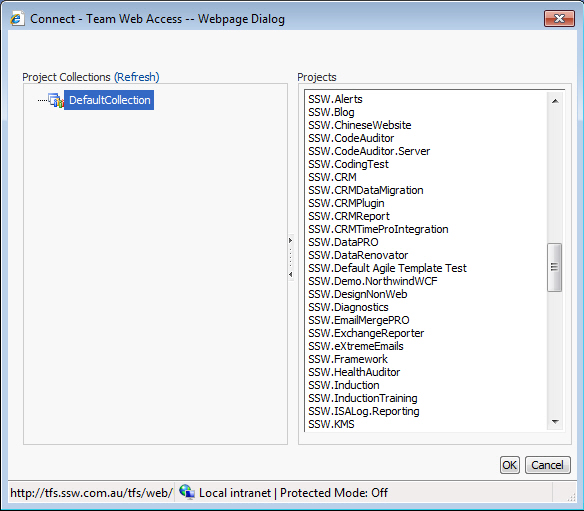 Connect - Team Web Access -- Webpage Dialog
Project Collections (Refresh)
DefaultCollection
Projects
SSW.Alerts
SSW.Blog
SSW.ChineseWebsite
SSW.CodeAuditor
SSW.CodeAuditor.Server
SSW.CodingTest
SSW.CRM
SSW.CRMDataMigration
SSW.CRMPlugin
SSW.CRMReport
SSW.CRMTimeProIntegration
SSW.DataPRO
SSW.DataRenovator
SSW.Default Agile Template Test
SSW.Demo.NorthwindWCF
SSW.DesignNonWeb
SSW.Diagnostics
SSW.EmailMergePRO
SSW.ExchangeReporter
SSW.eXtremeEmails
SSW.Framework
SSW.HealthAuditor
SSW.Induction
SSW.InductionTraining
SSW.ISALog.Reporting
SSW.KMS
OK
Cancel
http://tfs.ssw.com.au/tfs/web/
Local intranet | Protected Mode: Off